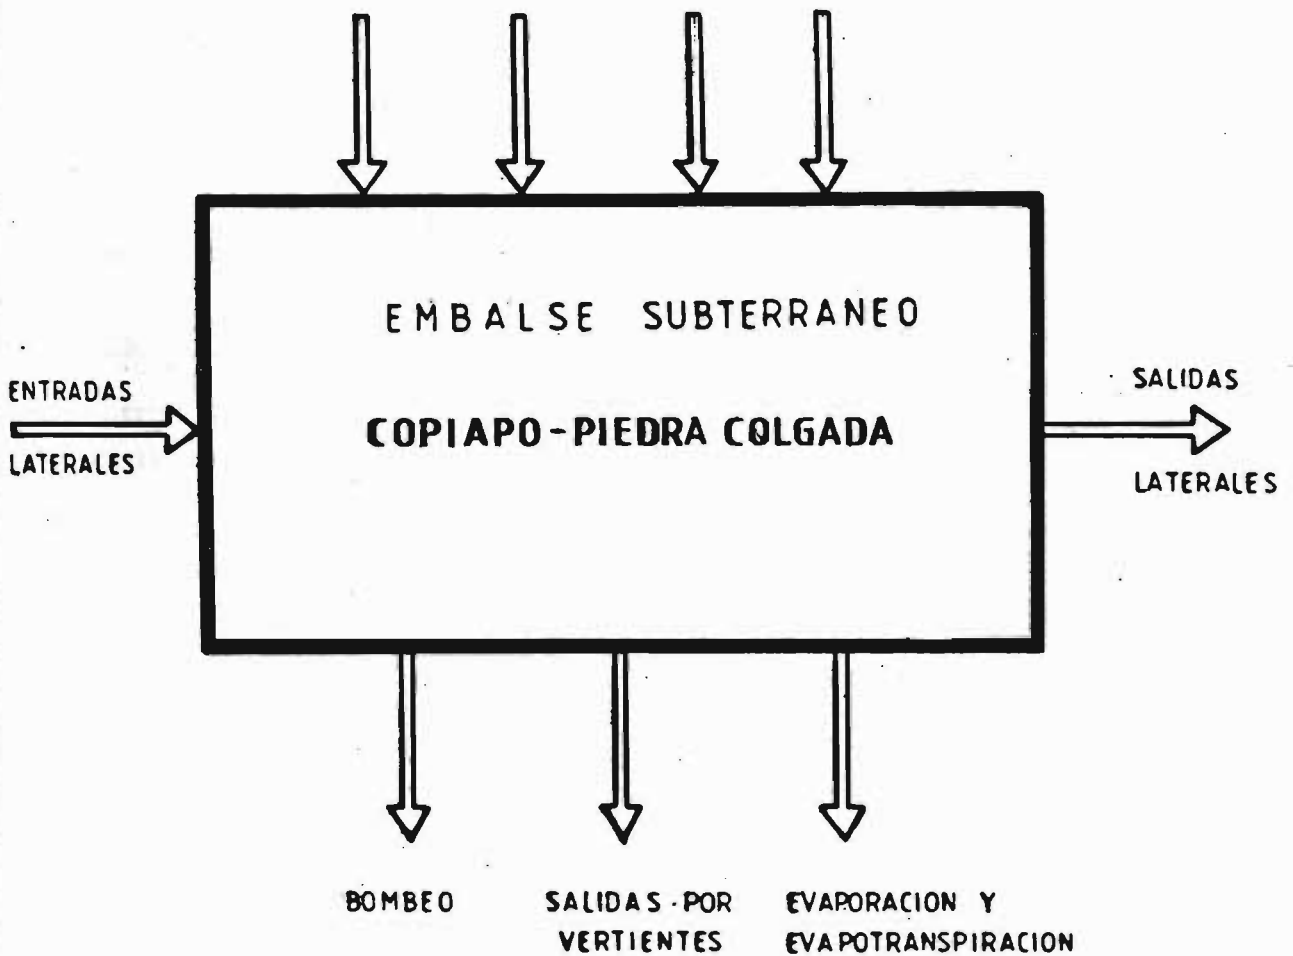 EMBALSE SUBTERRANEO
COPIAPO-PIEDRA COLGADA
ENTRADAS
LATERALES
SALIDAS
LATERALES
BOMBEO
SALIDAS POR
VERTIENTES
EVAPORACION Y
EVAPOTRANSPIRACION